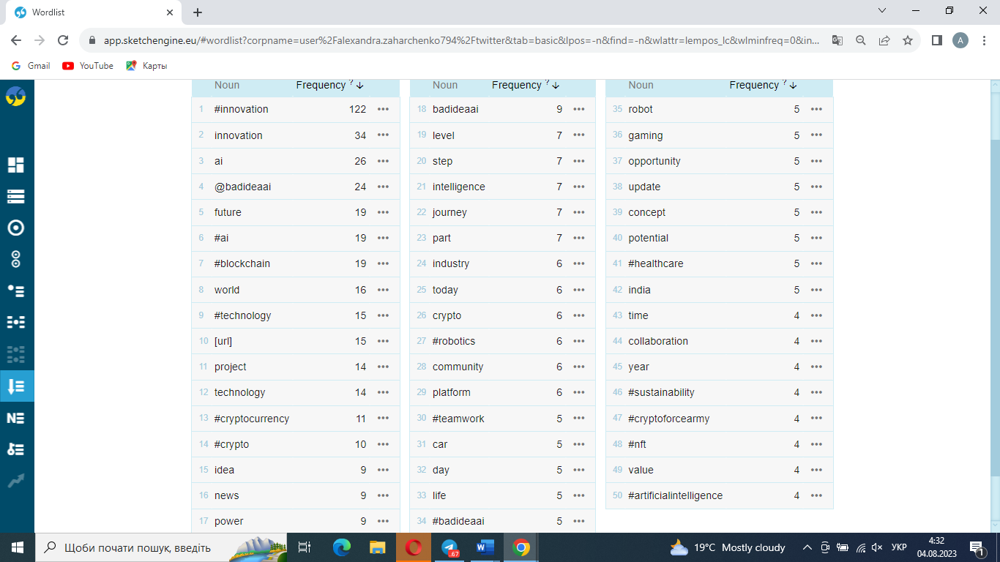 Wordlist
app.sketchengine.eu/#wordlist?corpname=user%2Falexandra.zaharchenko794%2Ftwitter&tab=basic&lpos=-n&find=-n&wlattr=lempos_lc&wlminfreq=0&in...
A
Gmail YouTube Карты
Noun Frequency ?
1 #innovation 122 •••
2 innovation 34 •••
3 ai 26 •••
4 @badideaai 24 •••
5 future 19 •••
6 #ai 19 •••
7 #blockchain 19 •••
8 world 16 •••
9 #technology 15 •••
10 [url] 15 •••
11 project 14 •••
12 technology 14 •••
13 #cryptocurrency 11 •••
14 #crypto 10 •••
15 idea 9 •••
16 news 9 •••
17 power 9 •••
Noun Frequency ?
18 badideaai 9 •••
19 level 7 •••
20 step 7 •••
21 intelligence 7 •••
22 journey 7 •••
23 part 7 •••
24 industry 6 •••
25 today 6 •••
26 crypto 6 •••
27 #robotics 6 •••
28 community 6 •••
29 platform 6 •••
30 #teamwork 5 •••
31 car 5 •••
32 day 5 •••
33 life 5 •••
34 #badideaai 5 •••
Noun Frequency ?
35 robot 5 •••
36 gaming 5 •••
37 opportunity 5 •••
38 update 5 •••
39 concept 5 •••
40 potential 5 •••
41 #healthcare 5 •••
42 india 5 •••
43 time 4 •••
44 collaboration 4 •••
45 year 4 •••
46 #sustainability 4 •••
47 #cryptoforcearmy 4 •••
48 #nft 4 •••
49 value 4 •••
50 #artificialintelligence 4 •••
Щоби почати пошук, введіть
.67
19°C Mostly cloudy
УКР
4:32
04.08.2023
1